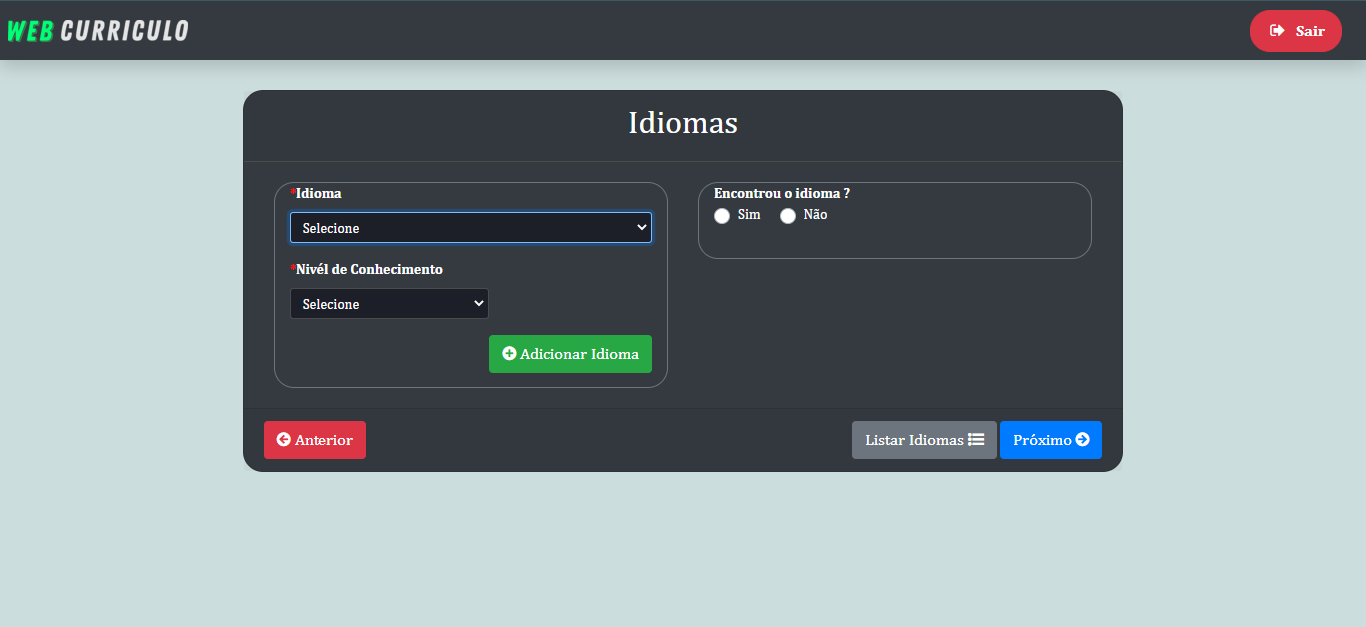 WEB CURRICULO
Sair
Idiomas
*Idioma
Selecione
*Nivél de Conhecimento
Selecione
Adicionar Idioma
Encontrou o idioma ?
Sim Não
Anterior
Listar Idiomas
Próximo